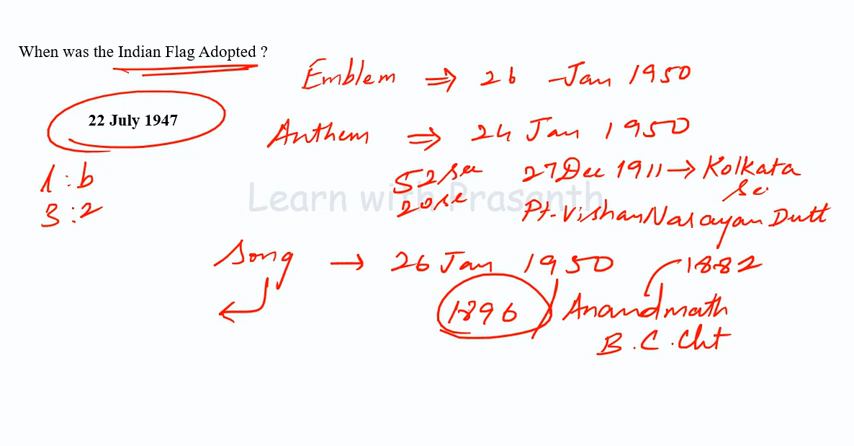 When was the Indian Flag Adopted ?
Emblem ⇒ 26 Jan 1950
22 July 1947
Anthem ⇒ 24 Jan 1950
1 : b
52 sec 27 Dec 1911 → Kolkata
Learn with Prasanth
3 : 2
20 se Pt. Vishan Narayan Dutt
Song → 26 Jan 1950 1882
1896 Anandmath
B.C. Cht